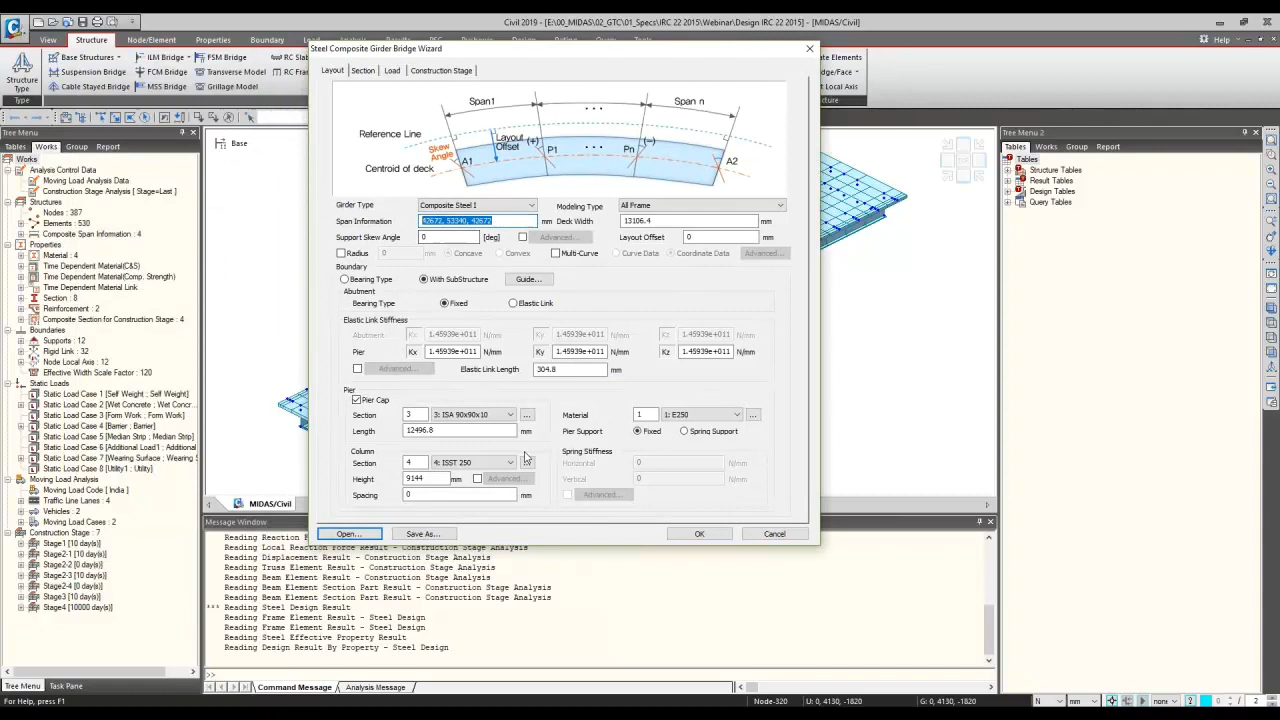 Civil 2019 - [E:\00_MIDAS\02_GTC\01_Specs\IRC 22 2015\Webinar\Design IRC 22 2015] - [MIDAS/Civil]
View
Structure
Node/Element
Properties
Boundary
Help
Base Structures
Suspension Bridge
Cable Stayed Bridge
ILM Bridge
FCM Bridge
MSS Bridge
FSM Bridge
Transverse Model
Grillage Model
RC Slab
RC Fra
Structure
Type
Type
Elements
Bridge/Face
t Local Axis
ucture
Tree Menu
Tables
Works
Group
Report
Works
Analysis Control Data
Moving Load Analysis Data
Construction Stage Analysis [ Stage=Last ]
Structures
Nodes : 387
Elements : 530
Composite Span Information : 4
Properties
Material : 4
Time Dependent Material(C&S)
Time Dependent Material(Comp. Strength)
Time Dependent Material Link
Section : 8
Reinforcement : 2
Composite Section for Construction Stage : 4
Boundaries
Supports : 12
Rigid Link : 32
Node Local Axis : 12
Effective Width Scale Factor : 120
Static Loads
Static Load Case 1 [Self Weight ; Self Weight ]
Static Load Case 2 [Wet Concrete ;
Static Load Case 3 [Form Work ; Form Work ]
Static Load Case 4 [Barrier ; Barrier ]
Static Load Case 5 [Median Strip ; Median Strip ]
Static Load Case 6 [Additional Load1 ; Additional
Static Load Case 7 [Wearing Surface ; Wearing S
Static Load Case 8 [Utility1 ; Utility ]
Moving Load Analysis
Moving Load Code [ India ]
Traffic Line Lanes : 4
Vehicles : 2
Moving Load Cases : 2
Construction Stage : 7
Stage1 [10 day(s)]
Stage2-1 [10 day(s)]
Stage2-2 [0 day(s)]
Stage2-3 [10 day(s)]
Stage2-4 [0 day(s)]
Stage3 [10 day(s)]
Stage4 [10000 day(s)]
Tree Menu
Task Pane
For Help, press F1
Base
MIDAS/Civil
Steel Composite Girder Bridge Wizard
Layout
Section
Load
Construction Stage
Span1
Span n
Reference Line
Layout
Offset
(+)
(−)
Skew
Angle
A1
P1
Pn
A2
Centroid of deck
Girder Type
Composite Steel I
Modeling Type
All Frame
Span Information
42672, 53340, 42672
mm
Deck Width
13106.4
mm
Support Skew Angle
0
[deg]
Advanced...
Layout Offset
0
mm
Radius
0
mm
Concave
Convex
Multi-Curve
Curve Data
Coordinate Data
Advanced...
Boundary
Bearing Type
With SubStructure
Guide...
Abutment
Bearing Type
Fixed
Elastic Link
Elastic Link Stiffness
Abutment
Kx
1.45939e+011
N/mm
Ky
1.45939e+011
N/mm
Kz
1.45939e+011
N/mm
Pier
Kx
1.45939e+011
N/mm
Ky
1.45939e+011
N/mm
Kz
1.45939e+011
N/mm
Advanced...
Elastic Link Length
304.8
mm
Pier
Pier Cap
Section
3
3: ISA 90x90x10
...
Material
1
1: E250
...
Length
12496.8
mm
Pier Support
Fixed
Spring Support
Column
Spring Stiffness
Section
4
4: ISST 250
Horizontal
0
N/mm
Height
9144
mm
Advanced...
Vertical
0
N/mm
Spacing
0
mm
Advanced...
Open...
Save As...
OK
Cancel
Tree Menu 2
Tables
Works
Group
Report
Tables
Structure Tables
Result Tables
Design Tables
Query Tables
Message Window
Reading Reaction F
Reading Local Reaction Force Result - Construction Stage Analysis
Reading Displacement Result - Construction Stage Analysis
Reading Truss Element Result - Construction Stage Analysis
Reading Beam Element Result - Construction Stage Analysis
Reading Beam Element Section Part Result - Construction Stage Analysis
Reading Beam Element Section Part Result - Construction Stage Analysis
*** Reading Steel Design Result
Reading Frame Element Result - Steel Design
Reading Frame Element Result - Steel Design
Reading Steel Effective Property Result
Reading Design Result By Property - Steel Design
>>
Command Message
Analysis Message
Node-320
U: 0, 4130, -1820
G: 0, 4130, -1820
N
mm
none
2